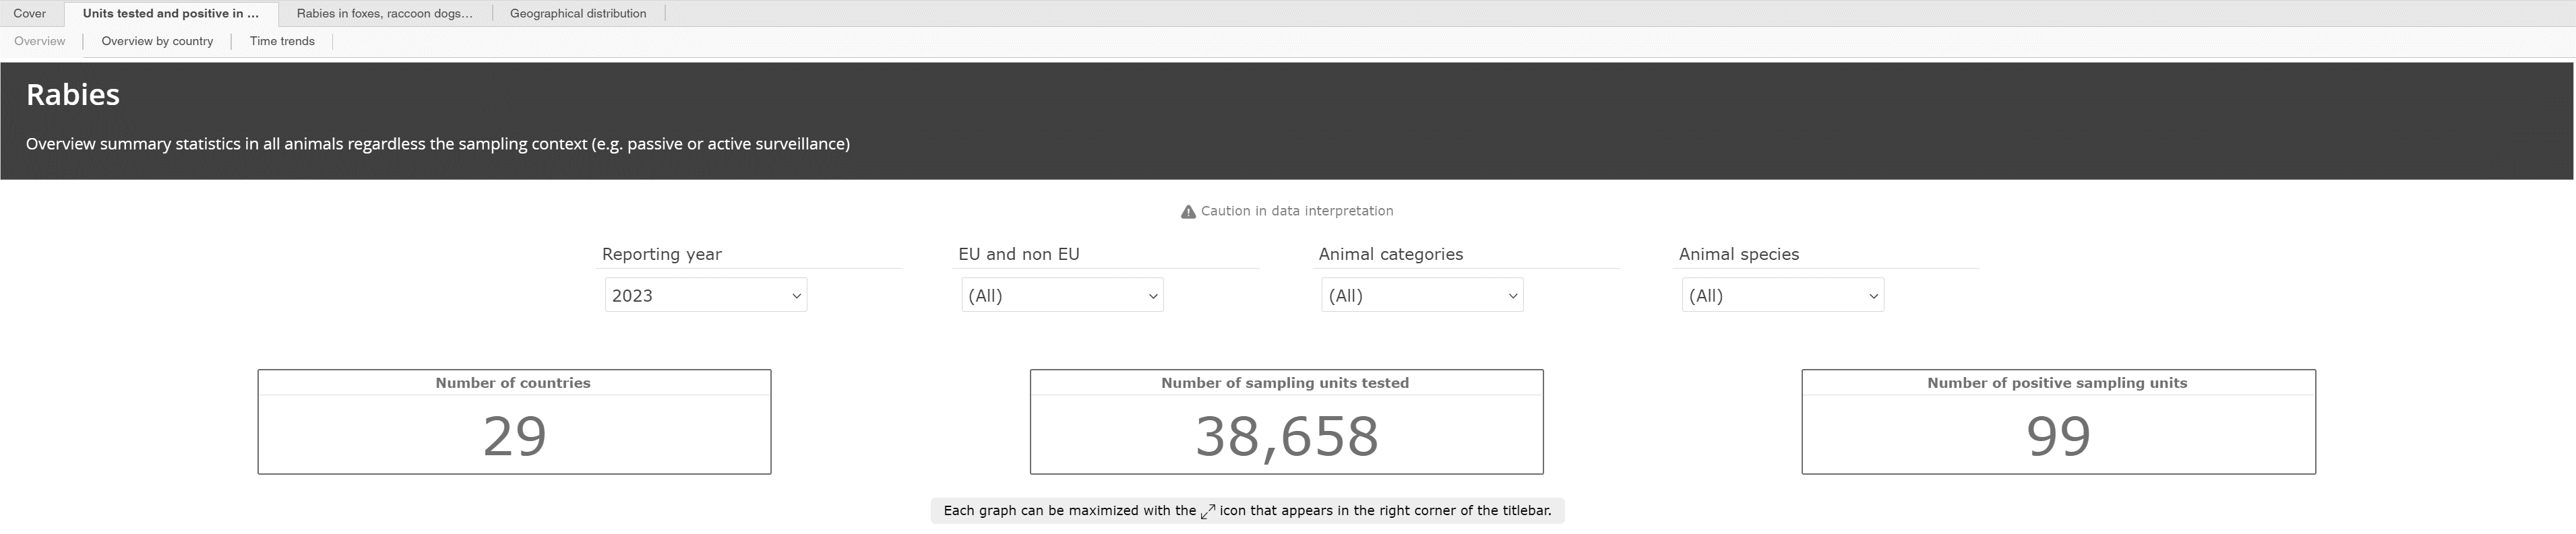 Cover
Units tested and positive in ...
Rabies in foxes, raccoon dogs...
Geographical distribution
Overview
Overview by country
Time trends
Rabies
Overview summary statistics in all animals regardless the sampling context (e.g. passive or active surveillance)
Caution in data interpretation
Reporting year
EU and non EU
Animal categories
Animal species
2023
(All)
(All)
(All)
Number of countries
Number of sampling units tested
Number of positive sampling units
29
38,658
99
Each graph can be maximized with the icon that appears in the right corner of the titlebar.